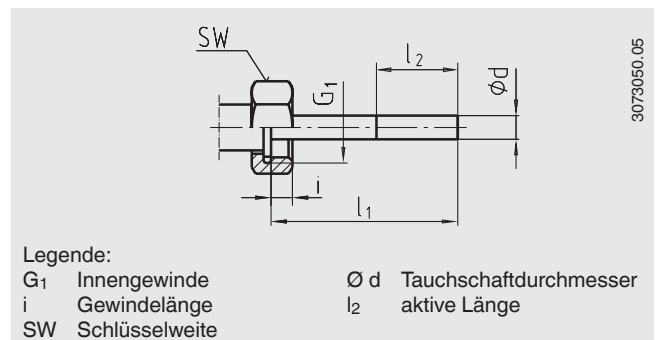 SW
l₂
G₁
Ød
i
l₁
3073050.05
Legende:
G₁ Innengewinde
i Gewindelänge
SW Schlüsselweite
Ø d Tauchschaftdurchmesser
l₂ aktive Länge